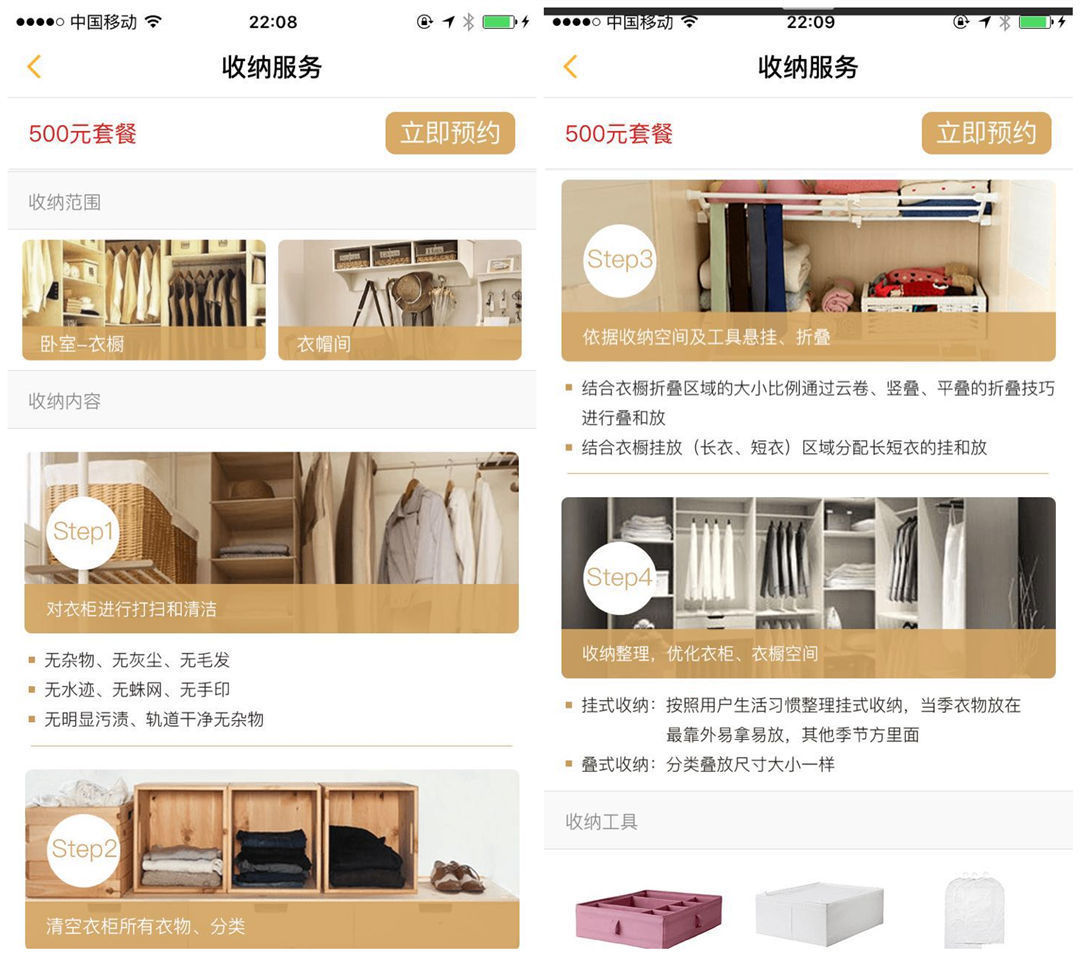 中国移动
22:08
收纳服务
500元套餐
立即预约
收纳范围
卧室-衣橱
衣帽间
收纳内容
Step1
对衣柜进行打扫和清洁
无杂物、无灰尘、无毛发
无水迹、无蛛网、无手印
无明显污渍、轨道干净无杂物
Step2
清空衣柜所有衣物、分类
中国移动
22:09
收纳服务
500元套餐
立即预约
Step3
依据收纳空间及工具悬挂、折叠
结合衣橱折叠区域的大小比例通过云卷、竖叠、平叠的折叠技巧
进行叠和放
结合衣橱挂放（长衣、短衣）区域分配长短衣的挂和放
Step4
收纳整理，优化衣柜、衣橱空间
挂式收纳：按照用户生活习惯整理挂式收纳，当季衣物放在
最靠外易拿易放，其他季节方里面
叠式收纳：分类叠放尺寸大小一样
收纳工具